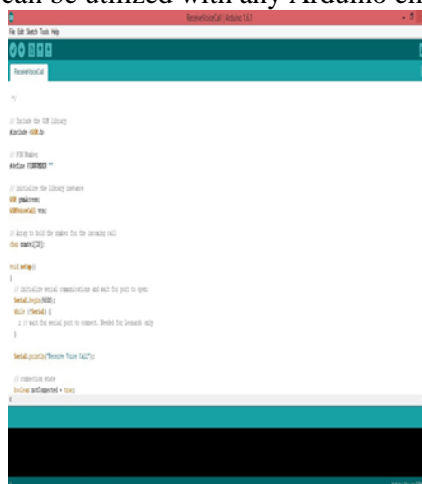 can be utilized with any Arduino
ReceiveVoiceCall | Arduino 1.6.1
File Edit Sketch Tools Help
ReceiveVoiceCall
*/
// Include the GSM library
#include <GSM.h>
// PIN Number
#define PINNUMBER ""
// initialize the library instance
GSM gsmAccess;
GSMVoiceCall vcs;
// Array to hold the number for the incoming call
char numtel[20];
void setup()
{
// initialize serial communications and wait for port to open:
Serial.begin(9600);
while (!Serial) {
; // wait for serial port to connect. Needed for Leonardo only
}
Serial.println("Receive Voice Call");
// connection state
boolean notConnected = true;